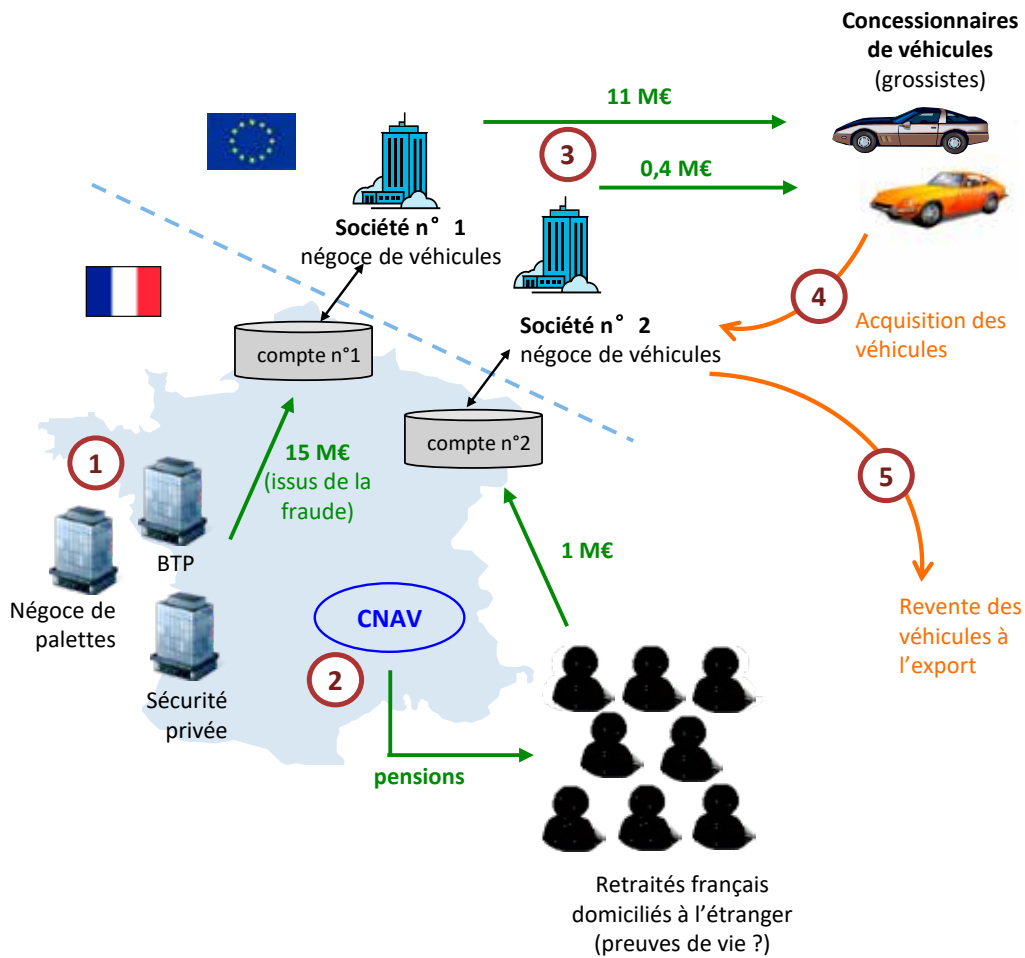 Concessionnaires
de véhicules
(grossistes)
11 M€
3
0,4 M€
Société n° 1
négoce de véhicules
4
Acquisition des
véhicules
Société n° 2
négoce de véhicules
compte n°1
compte n°2
1
15 M€
(issus de la
fraude)
5
BTP
1 M€
Négoce de
palettes
CNAV
Revente des
véhicules à
l'export
2
Sécurité
privée
pensions
Retraités français
domiciliés à l'étranger
(preuves de vie ?)